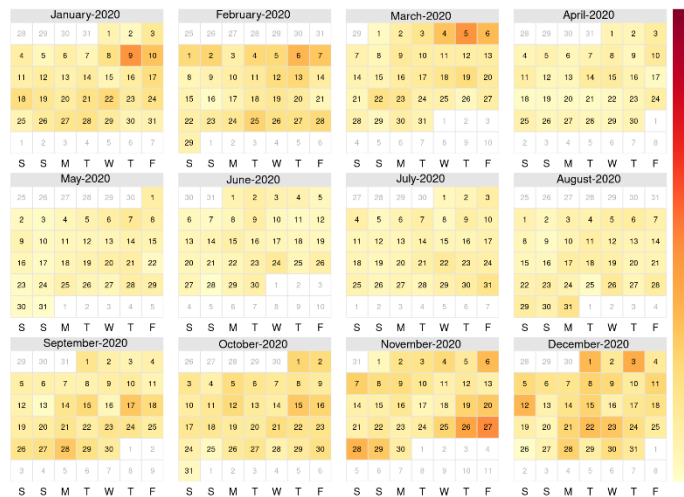 January-2020
28 29 30 31 1 2 3
4 5 6 7 8 9 10
11 12 13 14 15 16 17
18 19 20 21 22 23 24
25 26 27 28 29 30 31
1 2 3 4 5 6 7
S S M T W T F
February-2020
25 26 27 28 29 30 31
1 2 3 4 5 6 7
8 9 10 11 12 13 14
15 16 17 18 19 20 21
22 23 24 25 26 27 28
29 1 2 3 4 5 6
S S M T W T F
March-2020
29 1 2 3 4 5 6
7 8 9 10 11 12 13
14 15 16 17 18 19 20
21 22 23 24 25 26 27
28 29 30 31 1 2 3
4 5 6 7 8 9 10
S S M T W T F
April-2020
28 29 30 31 1 2 3
4 5 6 7 8 9 10
11 12 13 14 15 16 17
18 19 20 21 22 23 24
25 26 27 28 29 30 1
2 3 4 5 6 7 8
S S M T W T F
May-2020
25 26 27 28 29 30 1
2 3 4 5 6 7 8
9 10 11 12 13 14 15
16 17 18 19 20 21 22
23 24 25 26 27 28 29
30 31 1 2 3 4 5
S S M T W T F
June-2020
30 31 1 2 3 4 5
6 7 8 9 10 11 12
13 14 15 16 17 18 19
20 21 22 23 24 25 26
27 28 29 30 1 2 3
4 5 6 7 8 9 10
S S M T W T F
July-2020
27 28 29 30 1 2 3
4 5 6 7 8 9 10
11 12 13 14 15 16 17
18 19 20 21 22 23 24
25 26 27 28 29 30 31
1 2 3 4 5 6 7
S S M T W T F
August-2020
25 26 27 28 29 30 31
1 2 3 4 5 6 7
8 9 10 11 12 13 14
15 16 17 18 19 20 21
22 23 24 25 26 27 28
29 30 31 1 2 3 4
S S M T W T F
September-2020
29 30 31 1 2 3 4
5 6 7 8 9 10 11
12 13 14 15 16 17 18
19 20 21 22 23 24 25
26 27 28 29 30 1 2
3 4 5 6 7 8 9
S S M T W T F
October-2020
26 27 28 29 30 1 2
3 4 5 6 7 8 9
10 11 12 13 14 15 16
17 18 19 20 21 22 23
24 25 26 27 28 29 30
31 1 2 3 4 5 6
S S M T W T F
November-2020
31 1 2 3 4 5 6
7 8 9 10 11 12 13
14 15 16 17 18 19 20
21 22 23 24 25 26 27
28 29 30 1 2 3 4
5 6 7 8 9 10 11
S S M T W T F
December-2020
28 29 30 1 2 3 4
5 6 7 8 9 10 11
12 13 14 15 16 17 18
19 20 21 22 23 24 25
26 27 28 29 30 31 1
2 3 4 5 6 7 8
S S M T W T F